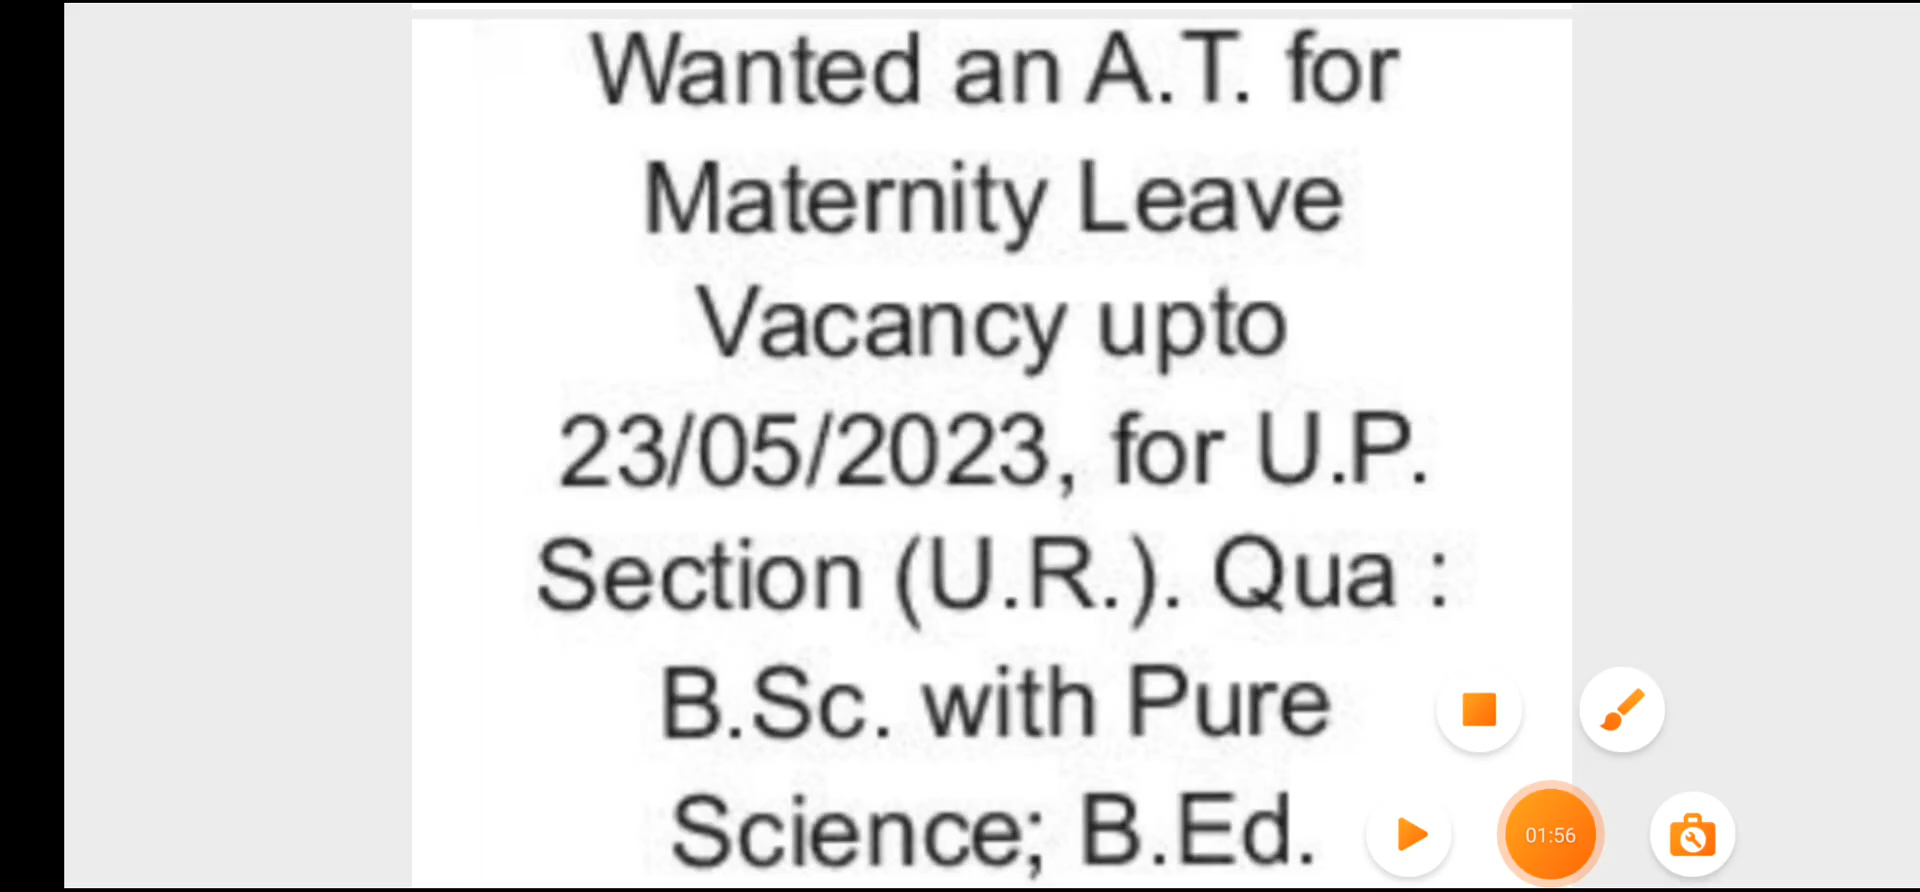 Wanted an A.T. for
Maternity Leave
Vacancy upto
23/05/2023, for U.P.
Section (U.R.). Qua :
B.Sc. with Pure
Science; B.Ed.
01:56